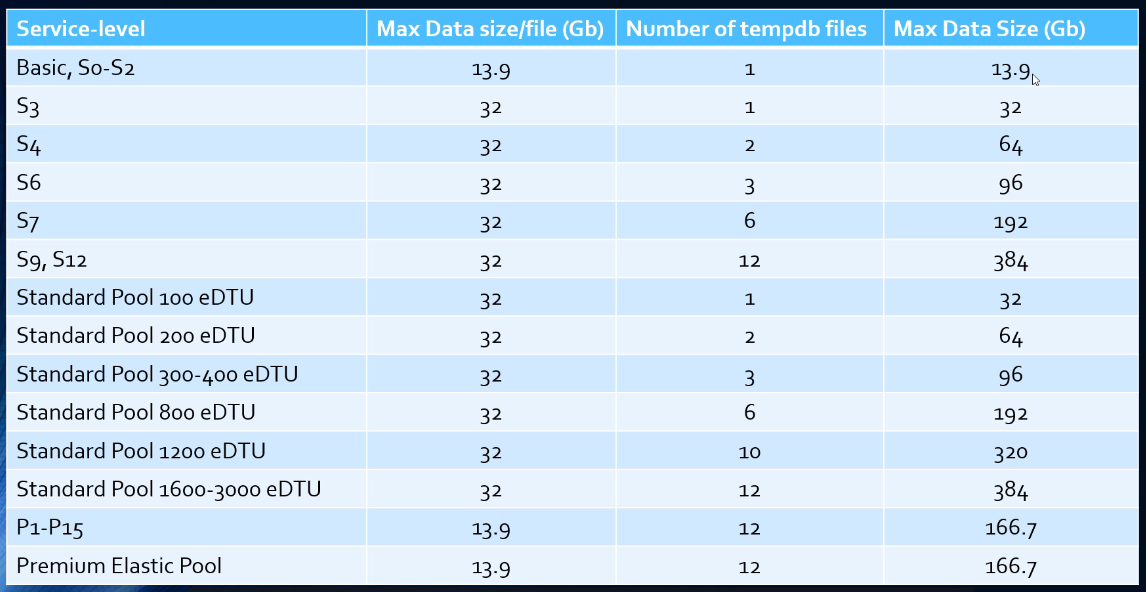 Service-level Max Data size/file (Gb) Number of tempdb files Max Data Size (Gb)
Basic, S0-S2 13.9 1 13.9
S3 32 1 32
S4 32 2 64
S6 32 3 96
S7 32 6 192
S9, S12 32 12 384
Standard Pool 100 eDTU 32 1 32
Standard Pool 200 eDTU 32 2 64
Standard Pool 300-400 eDTU 32 3 96
Standard Pool 800 eDTU 32 6 192
Standard Pool 1200 eDTU 32 10 320
Standard Pool 1600-3000 eDTU 32 12 384
P1-P15 13.9 12 166.7
Premium Elastic Pool 13.9 12 166.7